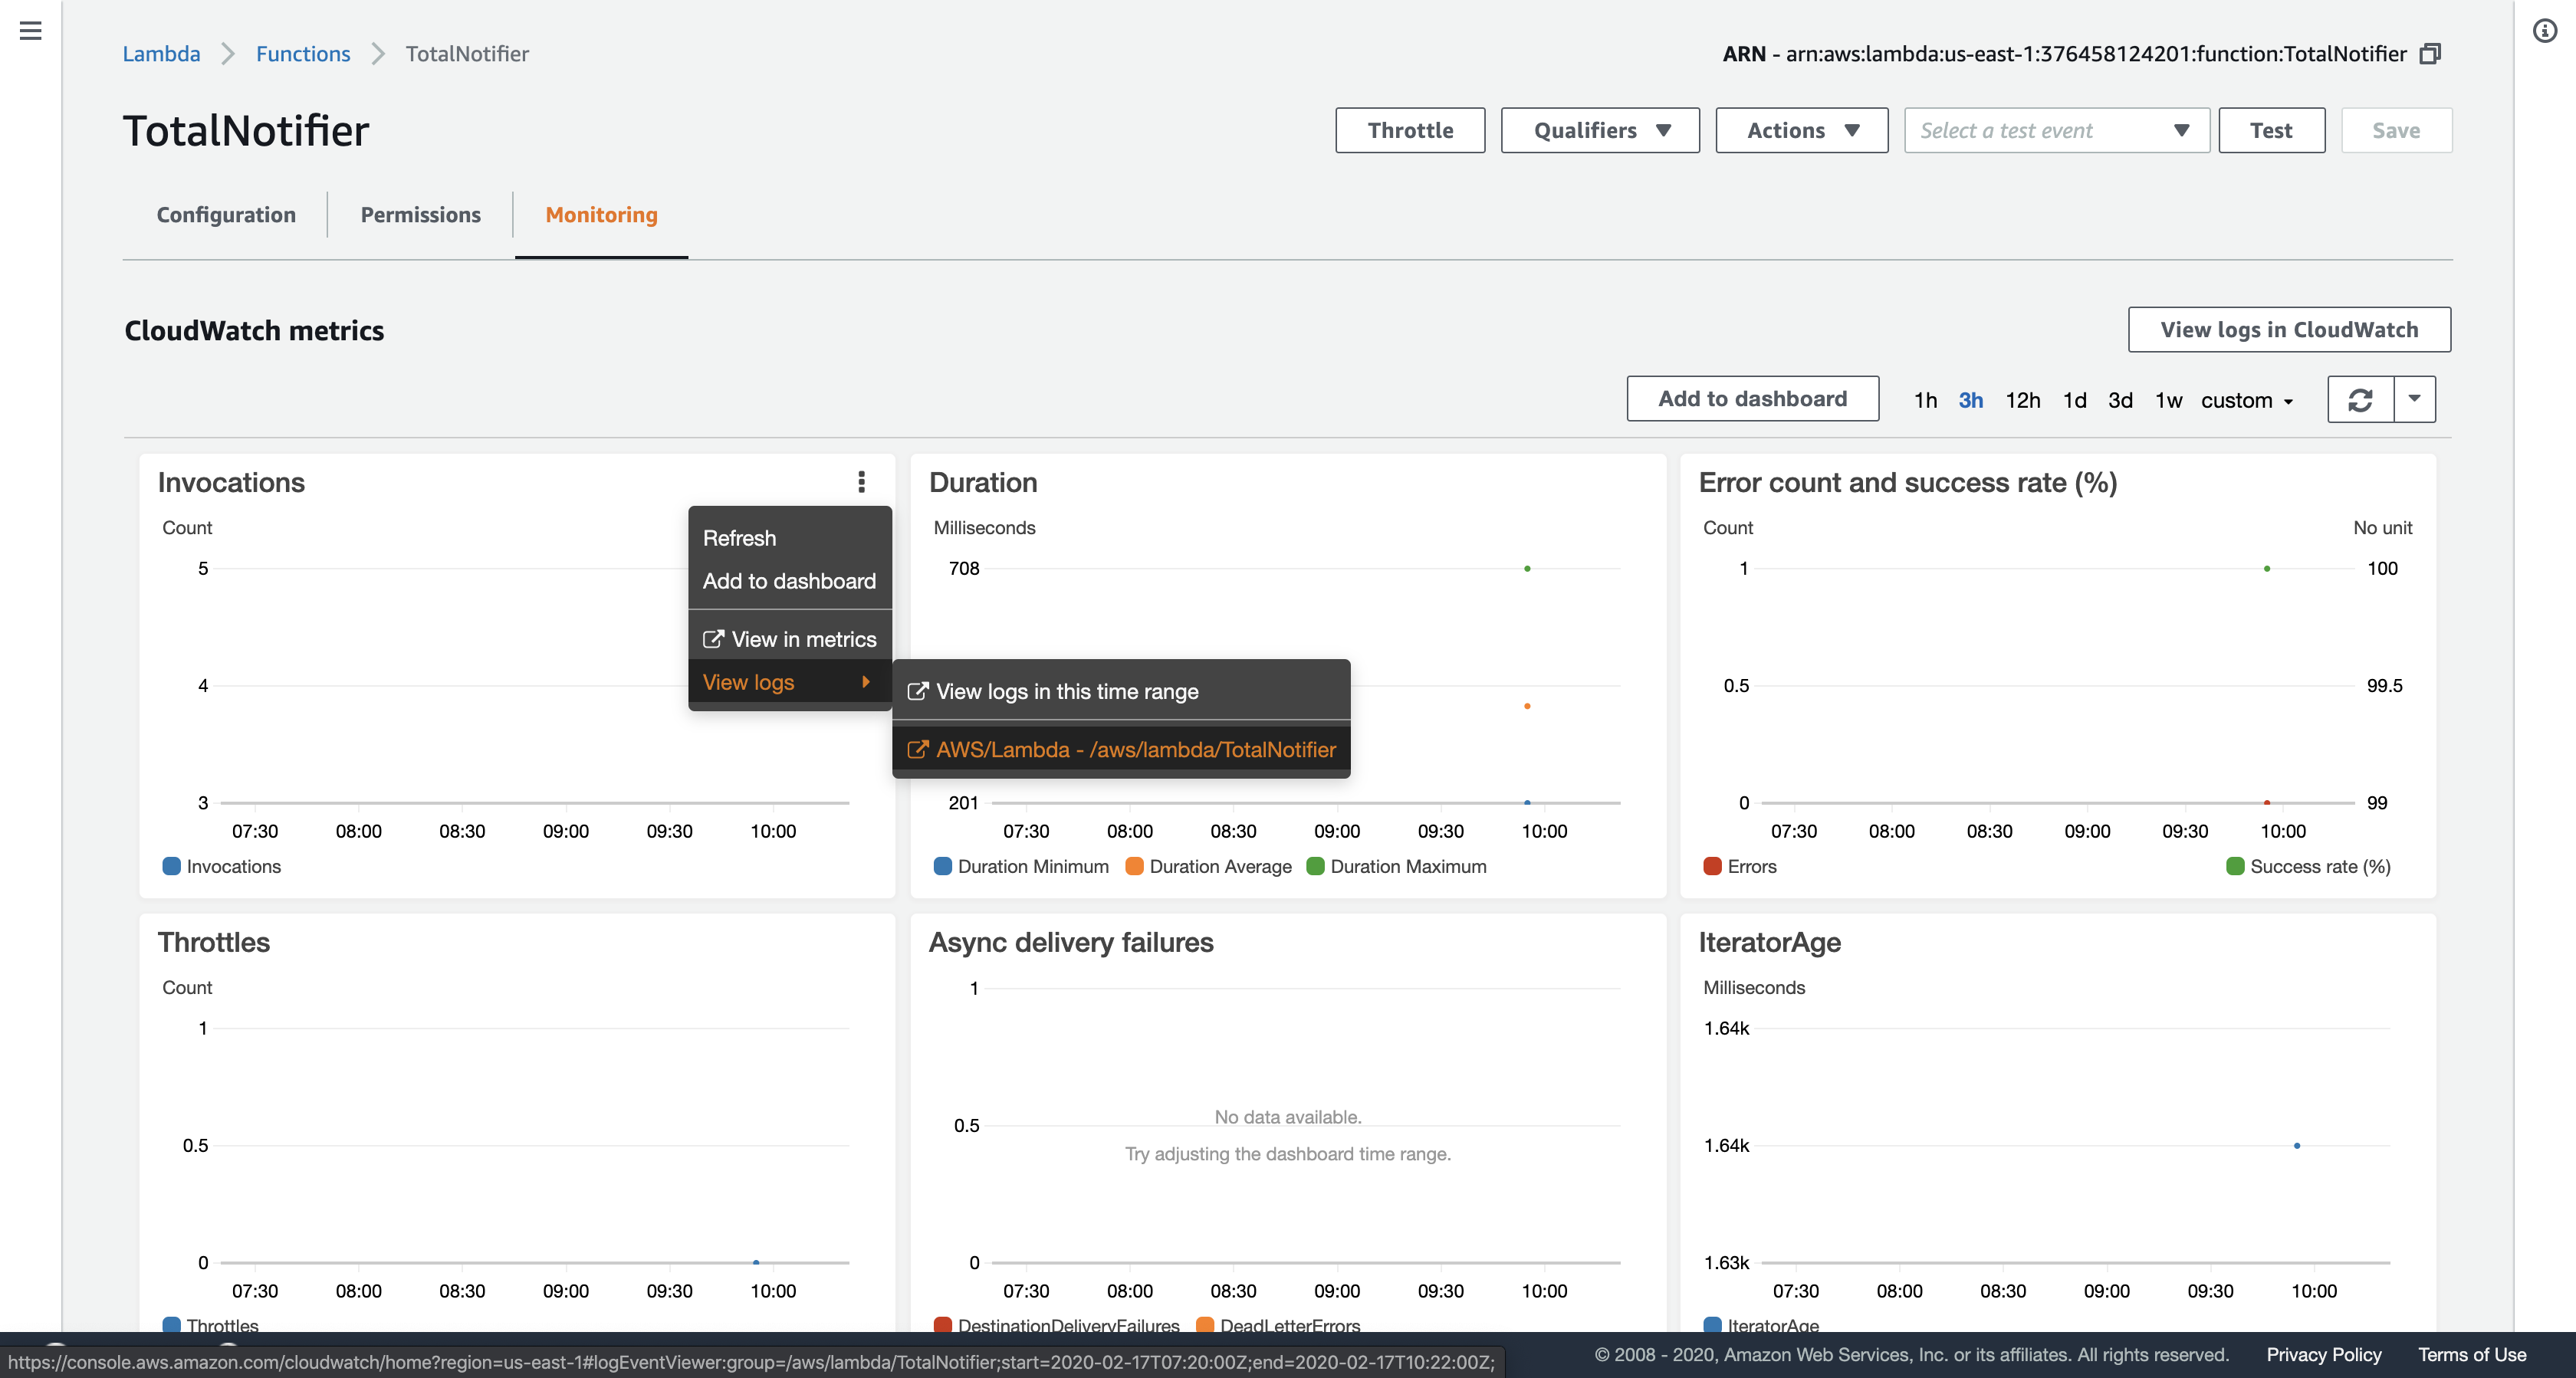 Lambda > Functions > TotalNotifier
ARN - arn:aws:lambda:us-east-1:376458124201:function:TotalNotifier
TotalNotifier
Throttle Qualifiers Actions Select a test event Test Save
Configuration Permissions Monitoring
CloudWatch metrics
View logs in CloudWatch
Add to dashboard 1h 3h 12h 1d 3d 1w custom
Invocations
Count
5
4
3
07:30 08:00 08:30 09:00 09:30 10:00
Invocations
Refresh
Add to dashboard
View in metrics
View logs
View logs in this time range
AWS/Lambda - /aws/lambda/TotalNotifier
Duration
Milliseconds
708
201
07:30 08:00 08:30 09:00 09:30 10:00
Duration Minimum Duration Average Duration Maximum
Error count and success rate (%)
Count No unit
1 100
0.5 99.5
0 99
07:30 08:00 08:30 09:00 09:30 10:00
Errors Success rate (%)
Throttles
Count
1
0.5
0
07:30 08:00 08:30 09:00 09:30 10:00
Throttles
Async delivery failures
1
0.5
0
No data available.
Try adjusting the dashboard time range.
07:30 08:00 08:30 09:00 09:30 10:00
DestinationDeliveryFailures DeadLetterErrors
IteratorAge
Milliseconds
1.64k
1.64k
1.63k
07:30 08:00 08:30 09:00 09:30 10:00
IteratorAge
https://console.aws.amazon.com/cloudwatch/home?region=us-east-1#logEventViewer:group=/aws/lambda/TotalNotifier;start=2020-02-17T07:20:00Z;end=2020-02-17T10:22:00Z;
© 2008 - 2020, Amazon Web Services, Inc. or its affiliates. All rights reserved. Privacy Policy Terms of Use